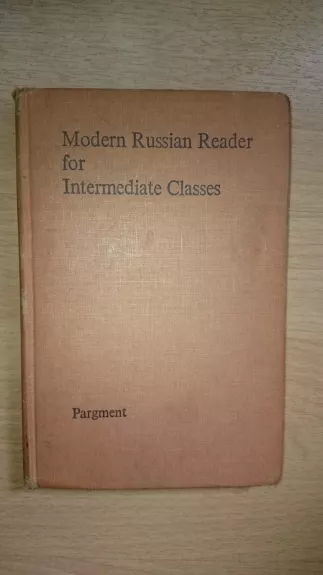 Modern Russian Reader
for
Intermediate Classes
Pargment